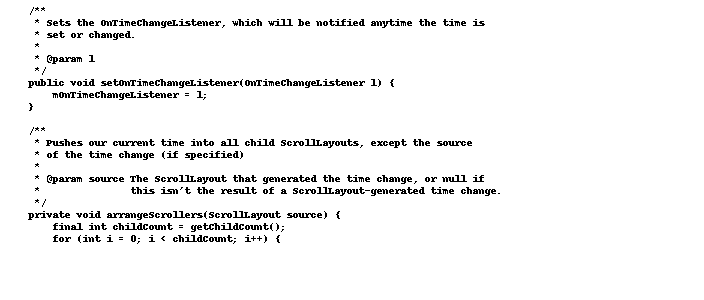 /**
 * Sets the OnTimeChangeListener, which will be notified anytime the time is
 * set or changed.
 *
 * @param l
 */
public void setOnTimeChangeListener(OnTimeChangeListener l) {
    mOnTimeChangeListener = l;
}

/**
 * Pushes our current time into all child ScrollLayouts, except the source
 * of the time change (if specified)
 *
 * @param source The ScrollLayout that generated the time change, or null if
 *               this isn't the result of a ScrollLayout-generated time change.
 */
private void arrangeScrollers(ScrollLayout source) {
    final int childCount = getChildCount();
    for (int i = 0; i < childCount; i++) {